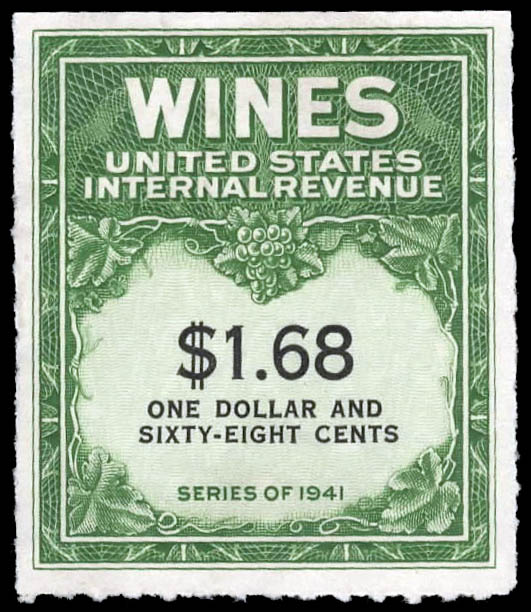 WINES
UNITED STATES
INTERNAL REVENUE
$1.68
ONE DOLLAR AND
SIXTY-EIGHT CENTS
SERIES OF 1941